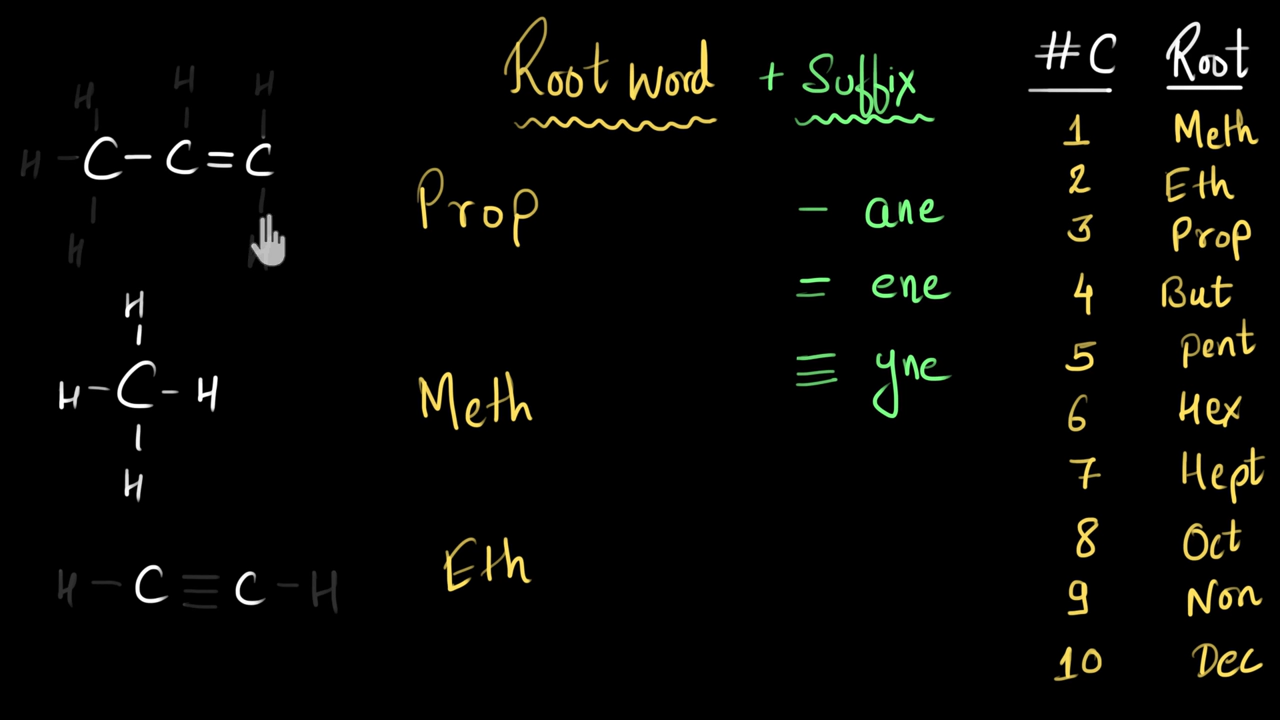 Root word + Suffix
H H H
H - C - C = C
H H
Prop
- ane
= ene
≡ yne
H
H - C - H
H
Meth
H - C ≡ C - H
Eth
#C Root
1 Meth
2 Eth
3 Prop
4 But
5 Pent
6 Hex
7 Hept
8 Oct
9 Non
10 Dec